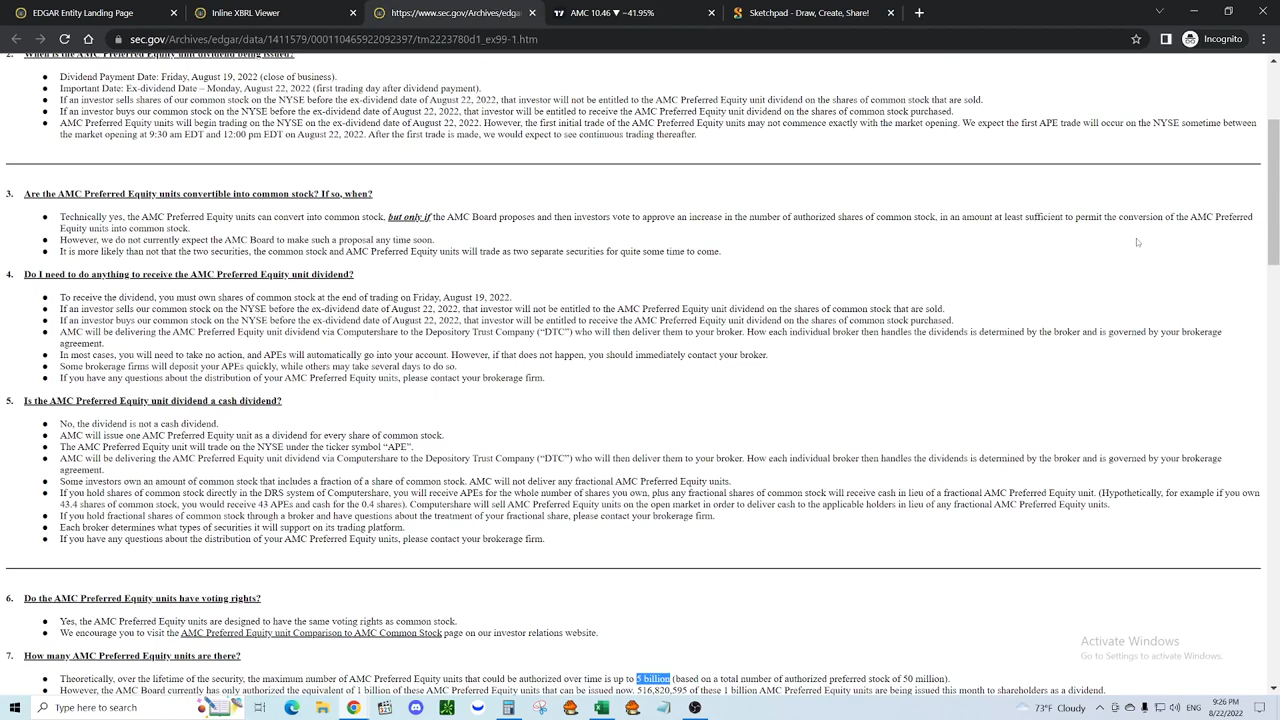 EDGAR Entity Landing Page
Inline XBRL Viewer
https://www.sec.gov/Archives/edgar
AMC 10.46 ▼ −41.95%
Sketchpad - Draw, Create, Share!
sec.gov/Archives/edgar/data/1411579/000110465922092397/tm2223780d1_ex99-1.htm
Incognito
2. When is the AMC Preferred Equity unit dividend being issued?
● Dividend Payment Date: Friday, August 19, 2022 (close of business).
● Important Date: Ex-dividend Date – Monday, August 22, 2022 (first trading day after dividend payment).
● If an investor sells shares of our common stock on the NYSE before the ex-dividend date of August 22, 2022, that investor will not be entitled to the AMC Preferred Equity unit dividend on the shares of common stock that are sold.
● If an investor buys our common stock on the NYSE before the ex-dividend date of August 22, 2022, that investor will be entitled to receive the AMC Preferred Equity unit dividend on the shares of common stock purchased.
● AMC Preferred Equity units will begin trading on the NYSE on the ex-dividend date of August 22, 2022. However, the first initial trade of the AMC Preferred Equity units may not commence exactly with the market opening. We expect the first APE trade will occur on the NYSE sometime between
the market opening at 9:30 am EDT and 12:00 pm EDT on August 22, 2022. After the first trade is made, we would expect to see continuous trading thereafter.
3. Are the AMC Preferred Equity units convertible into common stock? If so, when?
● Technically yes, the AMC Preferred Equity units can convert into common stock, but only if the AMC Board proposes and then investors vote to approve an increase in the number of authorized shares of common stock, in an amount at least sufficient to permit the conversion of the AMC Preferred
Equity units into common stock.
● However, we do not currently expect the AMC Board to make such a proposal any time soon.
● It is more likely than not that the two securities, the common stock and AMC Preferred Equity units will trade as two separate securities for quite some time to come.
4. Do I need to do anything to receive the AMC Preferred Equity unit dividend?
● To receive the dividend, you must own shares of common stock at the end of trading on Friday, August 19, 2022.
● If an investor sells our common stock on the NYSE before the ex-dividend date of August 22, 2022, that investor will not be entitled to the AMC Preferred Equity unit dividend on the shares of common stock that are sold.
● If an investor buys our common stock on the NYSE before the ex-dividend date of August 22, 2022, that investor will be entitled to receive the AMC Preferred Equity unit dividend on the shares of common stock purchased.
● AMC will be delivering the AMC Preferred Equity unit dividend via Computershare to the Depository Trust Company (“DTC”) who will then deliver them to your broker. How each individual broker then handles the dividends is determined by the broker and is governed by your brokerage
agreement.
● In most cases, you will need to take no action, and APEs will automatically go into your account. However, if that does not happen, you should immediately contact your broker.
● Some brokerage firms will deposit your APEs quickly, while others may take several days to do so.
● If you have any questions about the distribution of your AMC Preferred Equity units, please contact your brokerage firm.
5. Is the AMC Preferred Equity unit dividend a cash dividend?
● No, the dividend is not a cash dividend.
● AMC will issue one AMC Preferred Equity unit as a dividend for every share of common stock.
● The AMC Preferred Equity unit will trade on the NYSE under the ticker symbol “APE”.
● AMC will be delivering the AMC Preferred Equity unit dividend via Computershare to the Depository Trust Company (“DTC”) who will then deliver them to your broker. How each individual broker then handles the dividends is determined by the broker and is governed by your brokerage
agreement.
● Some investors own an amount of common stock that includes a fraction of a share of common stock. AMC will not deliver any fractional AMC Preferred Equity units.
● If you hold shares of common stock directly in the DRS system of Computershare, you will receive APEs for the whole number of shares you own, plus any fractional shares of common stock will receive cash in lieu of a fractional AMC Preferred Equity unit. (Hypothetically, for example if you own
43.4 shares of common stock, you would receive 43 APEs and cash for the 0.4 shares). Computershare will sell AMC Preferred Equity units on the open market in order to deliver cash to the applicable holders in lieu of any fractional AMC Preferred Equity units.
● If you hold fractional shares of common stock through a broker and have questions about the treatment of your fractional share, please contact your brokerage firm.
● Each broker determines what types of securities it will support on its trading platform.
● If you have any questions about the distribution of your AMC Preferred Equity units, please contact your brokerage firm.
6. Do the AMC Preferred Equity units have voting rights?
● Yes, the AMC Preferred Equity units are designed to have the same voting rights as common stock.
● We encourage you to visit the AMC Preferred Equity unit Comparison to AMC Common Stock page on our investor relations website.
7. How many AMC Preferred Equity units are there?
● Theoretically, over the lifetime of the security, the maximum number of AMC Preferred Equity units that could be authorized over time is up to 5 billion (based on a total number of authorized preferred stock of 50 million).
● However, the AMC Board currently has only authorized the equivalent of 1 billion of these AMC Preferred Equity units that can be issued now. 516,820,595 of these 1 billion AMC Preferred Equity units are being issued this month to shareholders as a dividend.
Activate Windows
Go to Settings to activate Windows.
Type here to search
73°F Cloudy
9:26 PM
8/22/2022